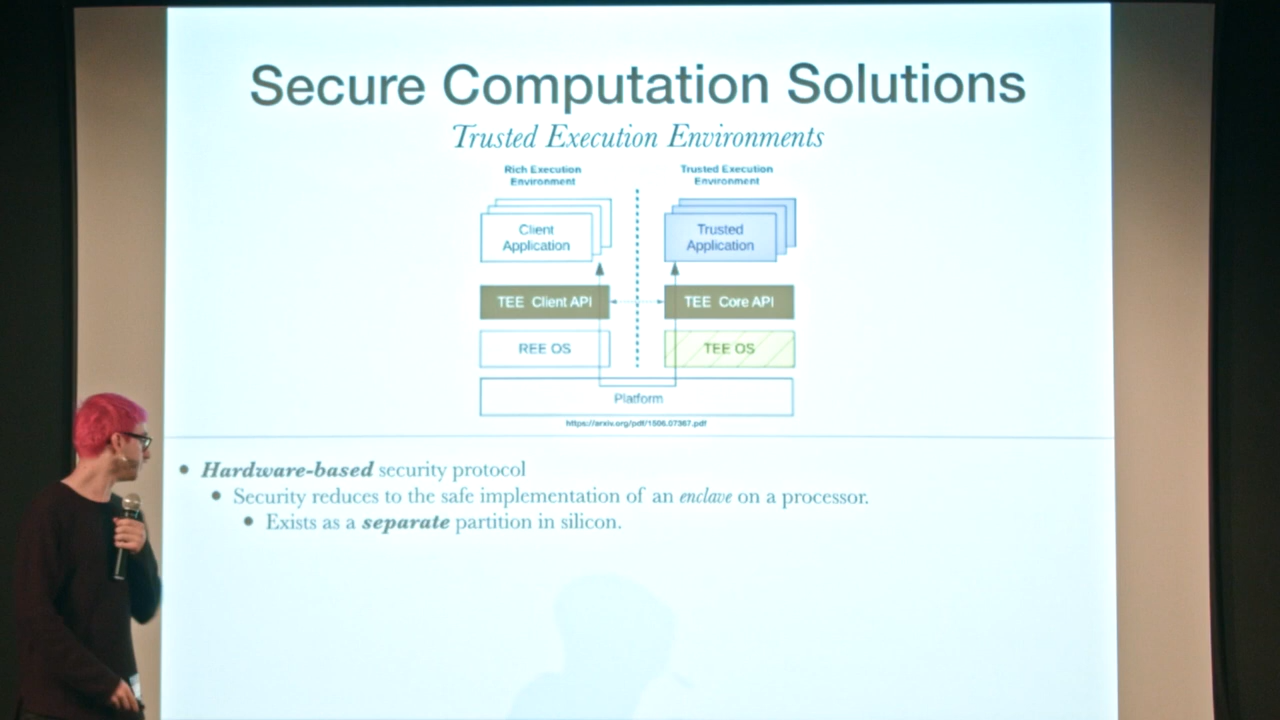 Secure Computation Solutions
Trusted Execution Environments
Rich Execution
Environment
Trusted Execution
Environment
Client
Application
Trusted
Application
TEE Client API
TEE Core API
REE OS
TEE OS
Platform
https://arxiv.org/pdf/1506.07367.pdf
• Hardware-based security protocol
• Security reduces to the safe implementation of an enclave on a processor.
• Exists as a separate partition in silicon.